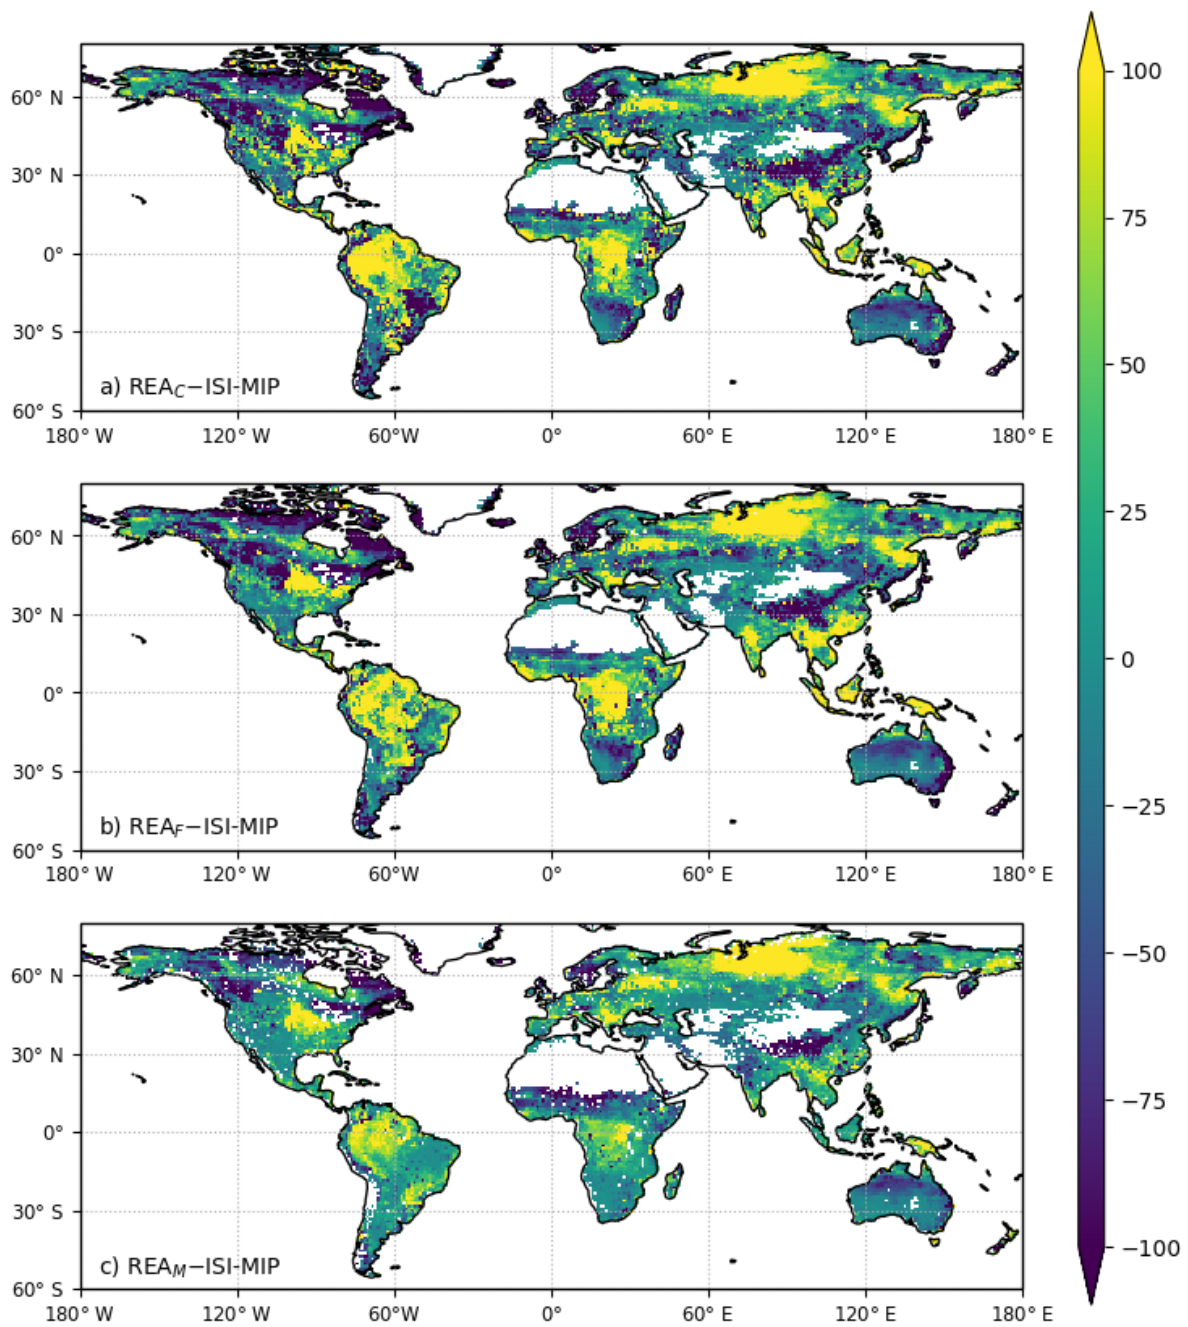 60° N
30° N
0°
30° S
60° S
a) REA_C−ISI-MIP
180° W 120° W 60°W 0° 60° E 120° E 180° E
60° N
30° N
0°
30° S
60° S
b) REA_F−ISI-MIP
180° W 120° W 60°W 0° 60° E 120° E 180° E
60° N
30° N
0°
30° S
60° S
c) REA_M−ISI-MIP
180° W 120° W 60°W 0° 60° E 120° E 180° E
100
75
50
25
0
−25
−50
−75
−100